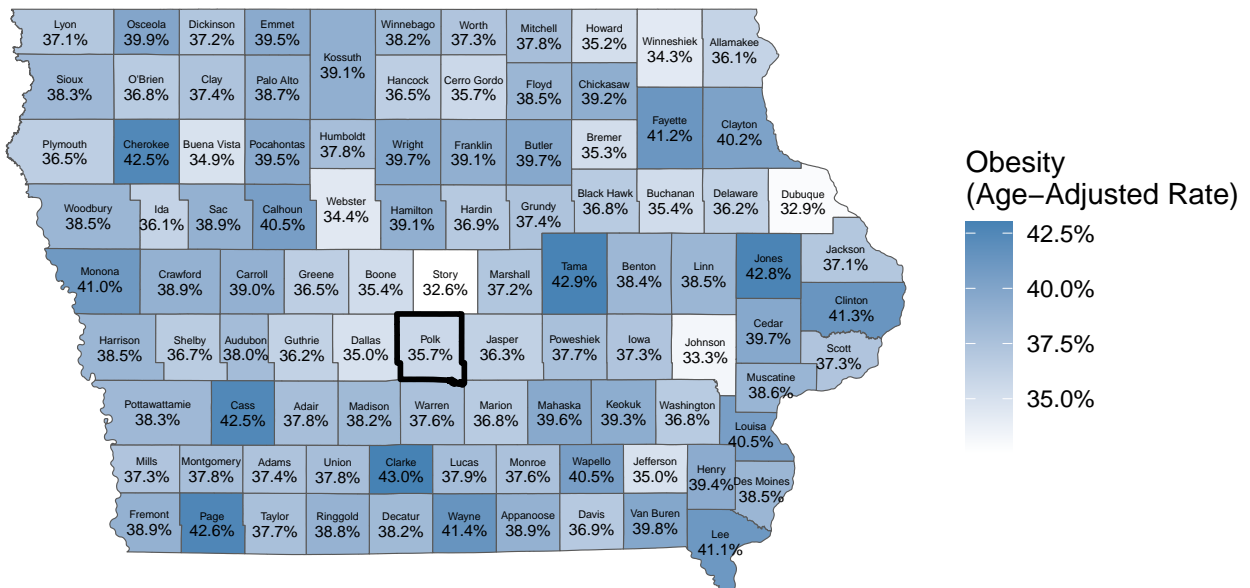 Lyon
37.1%
Osceola
39.9%
Dickinson
37.2%
Emmet
39.5%
Winnebago
38.2%
Worth
37.3%
Mitchell
37.8%
Howard
35.2%
Winneshiek
34.3%
Allamakee
36.1%
Kossuth
39.1%
Sioux
38.3%
O'Brien
36.8%
Clay
37.4%
Palo Alto
38.7%
Hancock
36.5%
Cerro Gordo
35.7%
Floyd
38.5%
Chickasaw
39.2%
Fayette
41.2%
Clayton
40.2%
Plymouth
36.5%
Cherokee
42.5%
Buena Vista
34.9%
Pocahontas
39.5%
Humboldt
37.8%
Wright
39.7%
Franklin
39.1%
Butler
39.7%
Bremer
35.3%
Woodbury
38.5%
Ida
36.1%
Sac
38.9%
Calhoun
40.5%
Webster
34.4%
Hamilton
39.1%
Hardin
36.9%
Grundy
37.4%
Black Hawk
36.8%
Buchanan
35.4%
Delaware
36.2%
Dubuque
32.9%
Monona
41.0%
Crawford
38.9%
Carroll
39.0%
Greene
36.5%
Boone
35.4%
Story
32.6%
Marshall
37.2%
Tama
42.9%
Benton
38.4%
Linn
38.5%
Jones
42.8%
Jackson
37.1%
Clinton
41.3%
Harrison
38.5%
Shelby
36.7%
Audubon
38.0%
Guthrie
36.2%
Dallas
35.0%
Polk
35.7%
Jasper
36.3%
Poweshiek
37.7%
Iowa
37.3%
Johnson
33.3%
Cedar
39.7%
Scott
37.3%
Muscatine
38.6%
Pottawattamie
38.3%
Cass
42.5%
Adair
37.8%
Madison
38.2%
Warren
37.6%
Marion
36.8%
Mahaska
39.6%
Keokuk
39.3%
Washington
36.8%
Louisa
40.5%
Mills
37.3%
Montgomery
37.8%
Adams
37.4%
Union
37.8%
Clarke
43.0%
Lucas
37.9%
Monroe
37.6%
Wapello
40.5%
Jefferson
35.0%
Henry
39.4%
Des Moines
38.5%
Fremont
38.9%
Page
42.6%
Taylor
37.7%
Ringgold
38.8%
Decatur
38.2%
Wayne
41.4%
Appanoose
38.9%
Davis
36.9%
Van Buren
39.8%
Lee
41.1%
Obesity
(Age−Adjusted Rate)
42.5%
40.0%
37.5%
35.0%